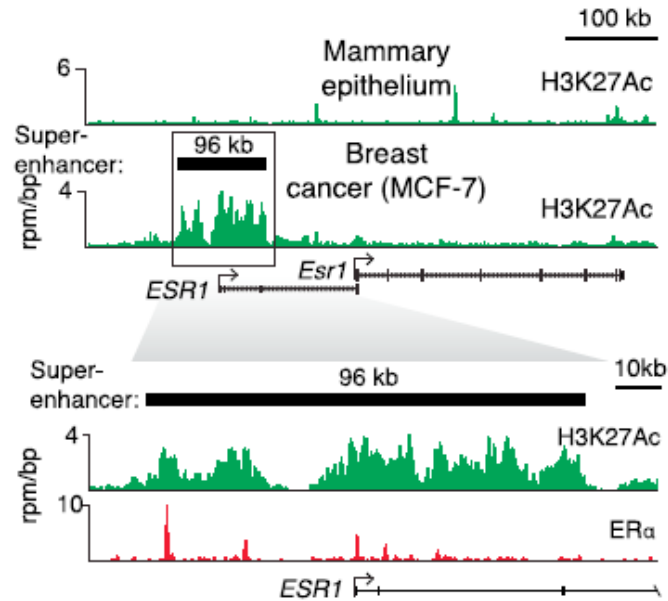 100 kb
6
Mammary
epithelium
H3K27Ac
Super-
enhancer:
96 kb
Breast
cancer (MCF-7)
4
rpm/bp
H3K27Ac
Esr1
ESR1
Super-
enhancer:
96 kb
10kb
4
H3K27Ac
rpm/bp
10
ERα
ESR1